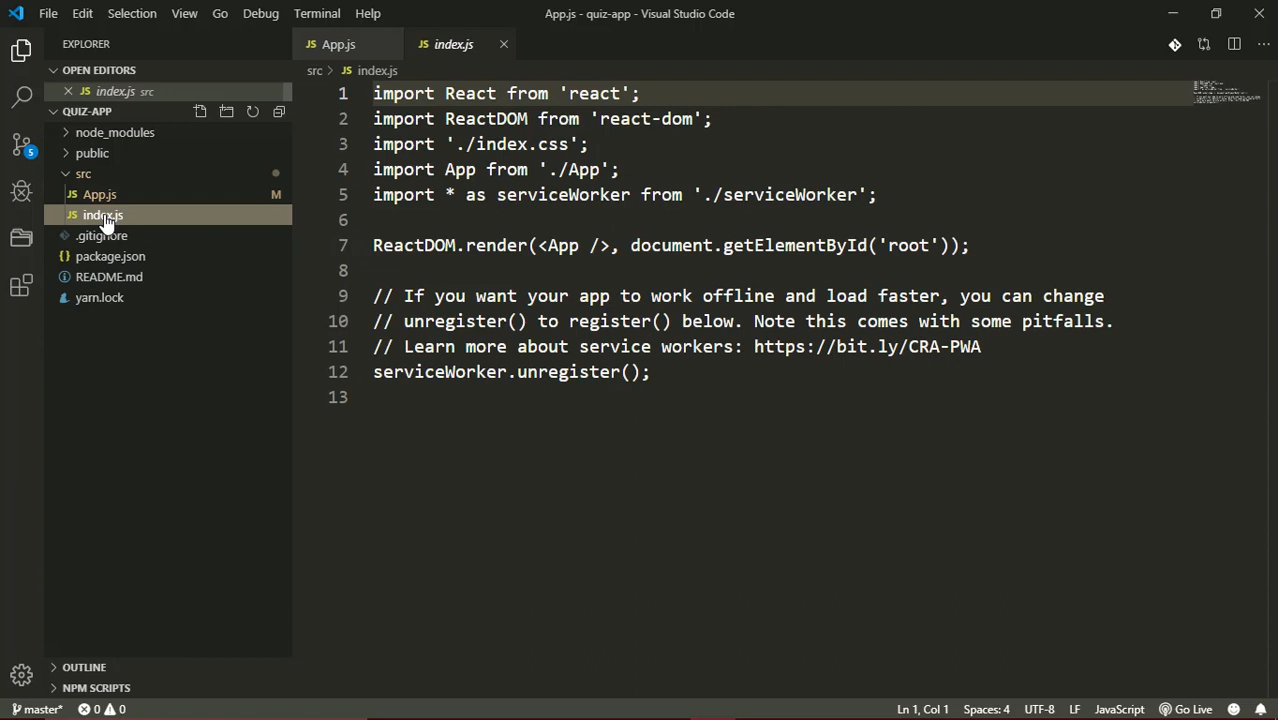 File Edit Selection View Go Debug Terminal Help App.js - quiz-app - Visual Studio Code
EXPLORER
JS App.js JS index.js
OPEN EDITORS
JS index.js src
src JS index.js
QUIZ-APP
node_modules
public
src
JS App.js M
JS index.js
.gitignore
{} package.json
README.md
yarn.lock
1 import React from 'react';
2 import ReactDOM from 'react-dom';
3 import './index.css';
4 import App from './App';
5 import * as serviceWorker from './serviceWorker';
6
7 ReactDOM.render(<App />, document.getElementById('root'));
8
9 // If you want your app to work offline and load faster, you can change
10 // unregister() to register() below. Note this comes with some pitfalls.
11 // Learn more about service workers: https://bit.ly/CRA-PWA
12 serviceWorker.unregister();
13
5
OUTLINE
NPM SCRIPTS
master* 0 0 Ln 1, Col 1 Spaces: 4 UTF-8 LF JavaScript Go Live